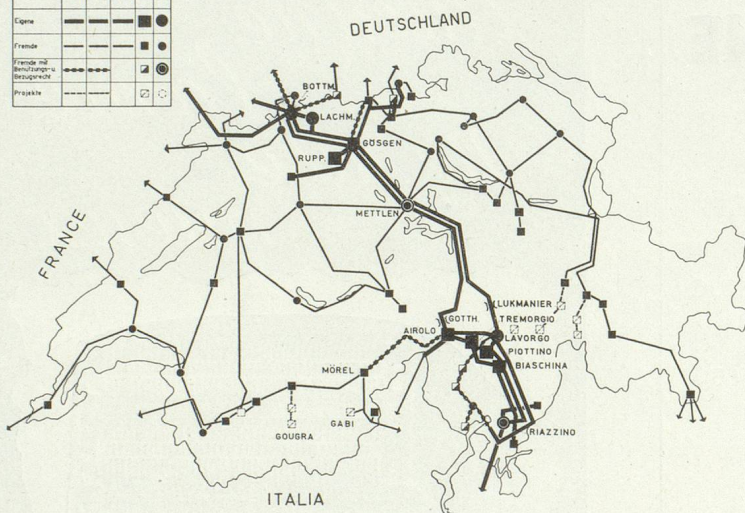 DEUTSCHLAND
Eigene
Fremde
Fremde mit
Benützungs-u.
Bezugsrecht
Projekte
BOTTM.
LACHM.
GÖSGEN
RUPP.
METTLEN
FRANCE
LUKMANIER
GOTTH.
TREMORGIO
AIROLO
LAVORGO
PIOTTINO
BIASCHINA
MÖREL
GABI
GOUGRA
RIAZZINO
ITALIA